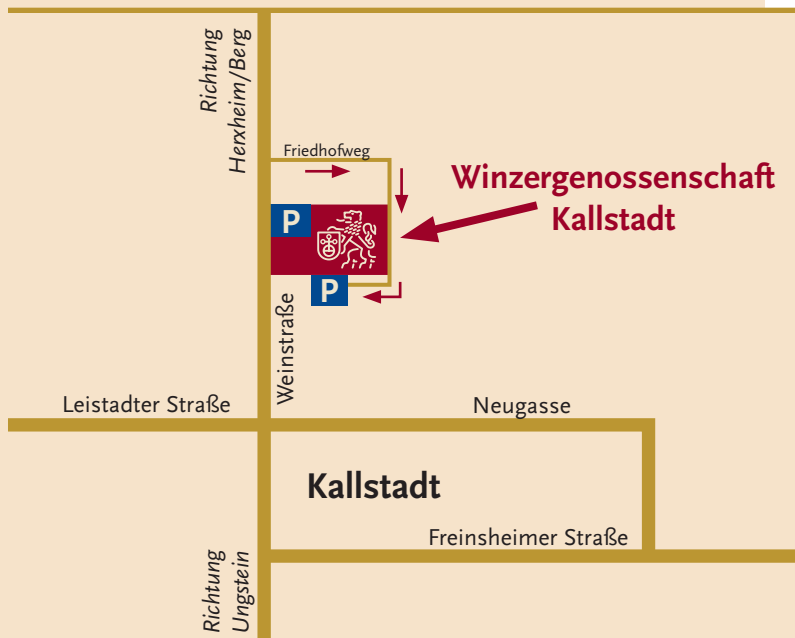 Richtung
Herxheim/Berg
Friedhofweg
Winzergenossenschaft
Kallstadt
P
P
Weinstraße
Leistadter Straße
Neugasse
Kallstadt
Freinsheimer Straße
Richtung
Ungstein